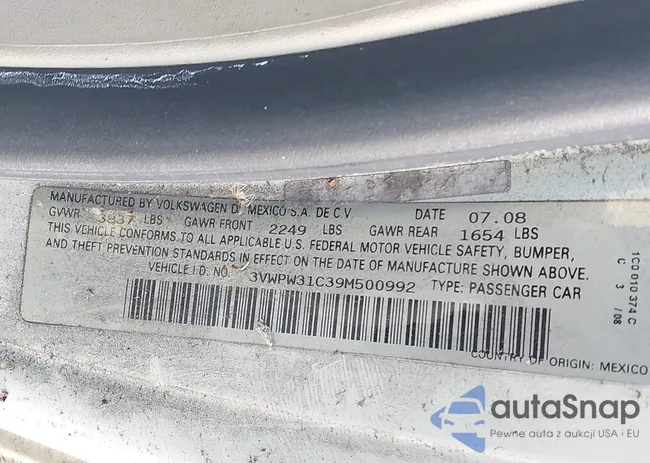 MANUFACTURED BY VOLKSWAGEN D MEXICO S.A. DE C.V. DATE 07.08
GVWR 3837 LBS GAWR FRONT 2249 LBS GAWR REAR 1654 LBS
THIS VEHICLE CONFORMS TO ALL APPLICABLE U.S. FEDERAL MOTOR VEHICLE SAFETY, BUMPER,
AND THEFT PREVENTION STANDARDS IN EFFECT ON THE DATE OF MANUFACTURE SHOWN ABOVE.
VEHICLE I.D. NO. 3VWPW31C39M500992 TYPE: PASSENGER CAR
COUNTRY OF ORIGIN: MEXICO
1C0 010 374 C
3 / 08
autaSnap
Pewne auta z aukcji USA i EU